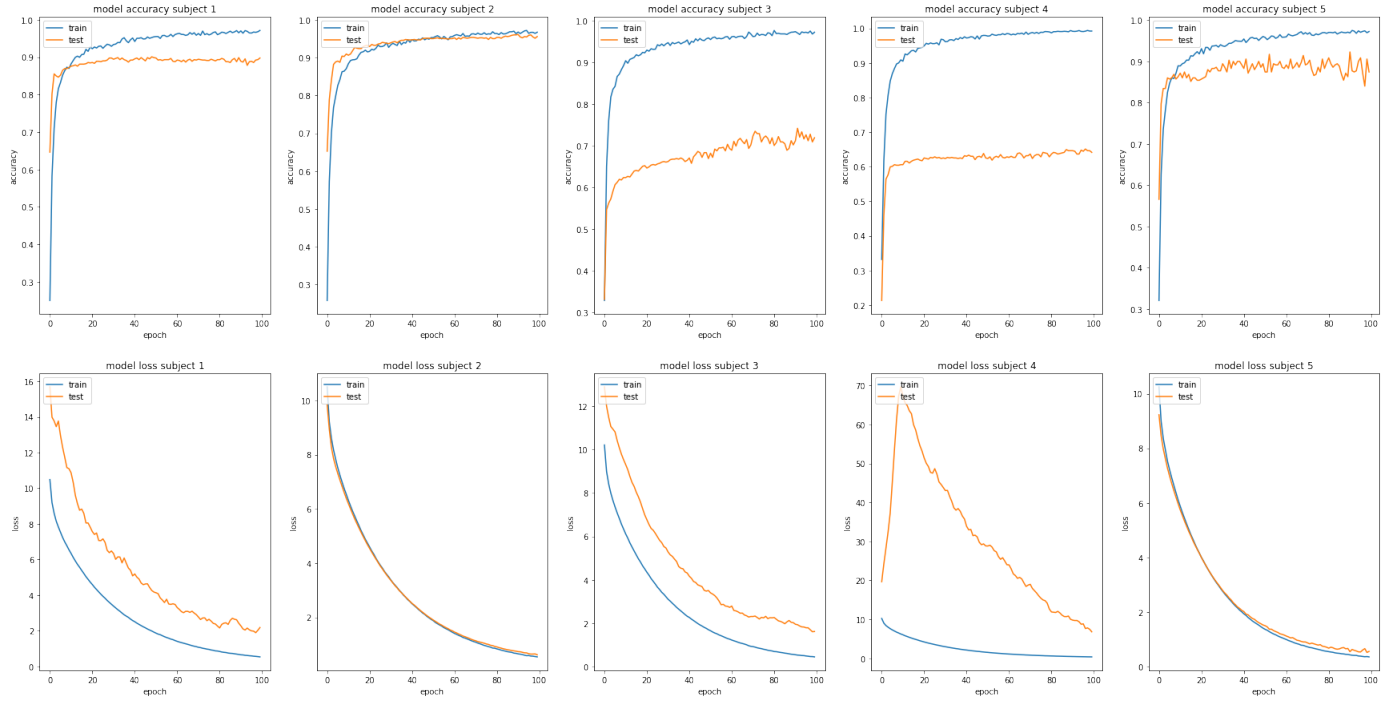 model accuracy subject 1
train
test
accuracy
1.0
0.9
0.8
0.7
0.6
0.5
0.4
0.3
0
20
40
60
80
100
epoch
model accuracy subject 2
train
test
accuracy
1.0
0.9
0.8
0.7
0.6
0.5
0.4
0.3
0
20
40
60
80
100
epoch
model accuracy subject 3
train
test
accuracy
1.0
0.9
0.8
0.7
0.6
0.5
0.4
0.3
0
20
40
60
80
100
epoch
model accuracy subject 4
train
test
accuracy
1.0
0.9
0.8
0.7
0.6
0.5
0.4
0.3
0.2
0
20
40
60
80
100
epoch
model accuracy subject 5
train
test
accuracy
1.0
0.9
0.8
0.7
0.6
0.5
0.4
0.3
0
20
40
60
80
100
epoch
model loss subject 1
train
test
loss
16
14
12
10
8
6
4
2
0
0
20
40
60
80
100
epoch
model loss subject 2
train
test
loss
10
8
6
4
2
0
20
40
60
80
100
epoch
model loss subject 3
train
test
loss
12
10
8
6
4
2
0
0
20
40
60
80
100
epoch
model loss subject 4
train
test
loss
70
60
50
40
30
20
10
0
0
20
40
60
80
100
epoch
model loss subject 5
train
test
loss
10
8
6
4
2
0
0
20
40
60
80
100
epoch